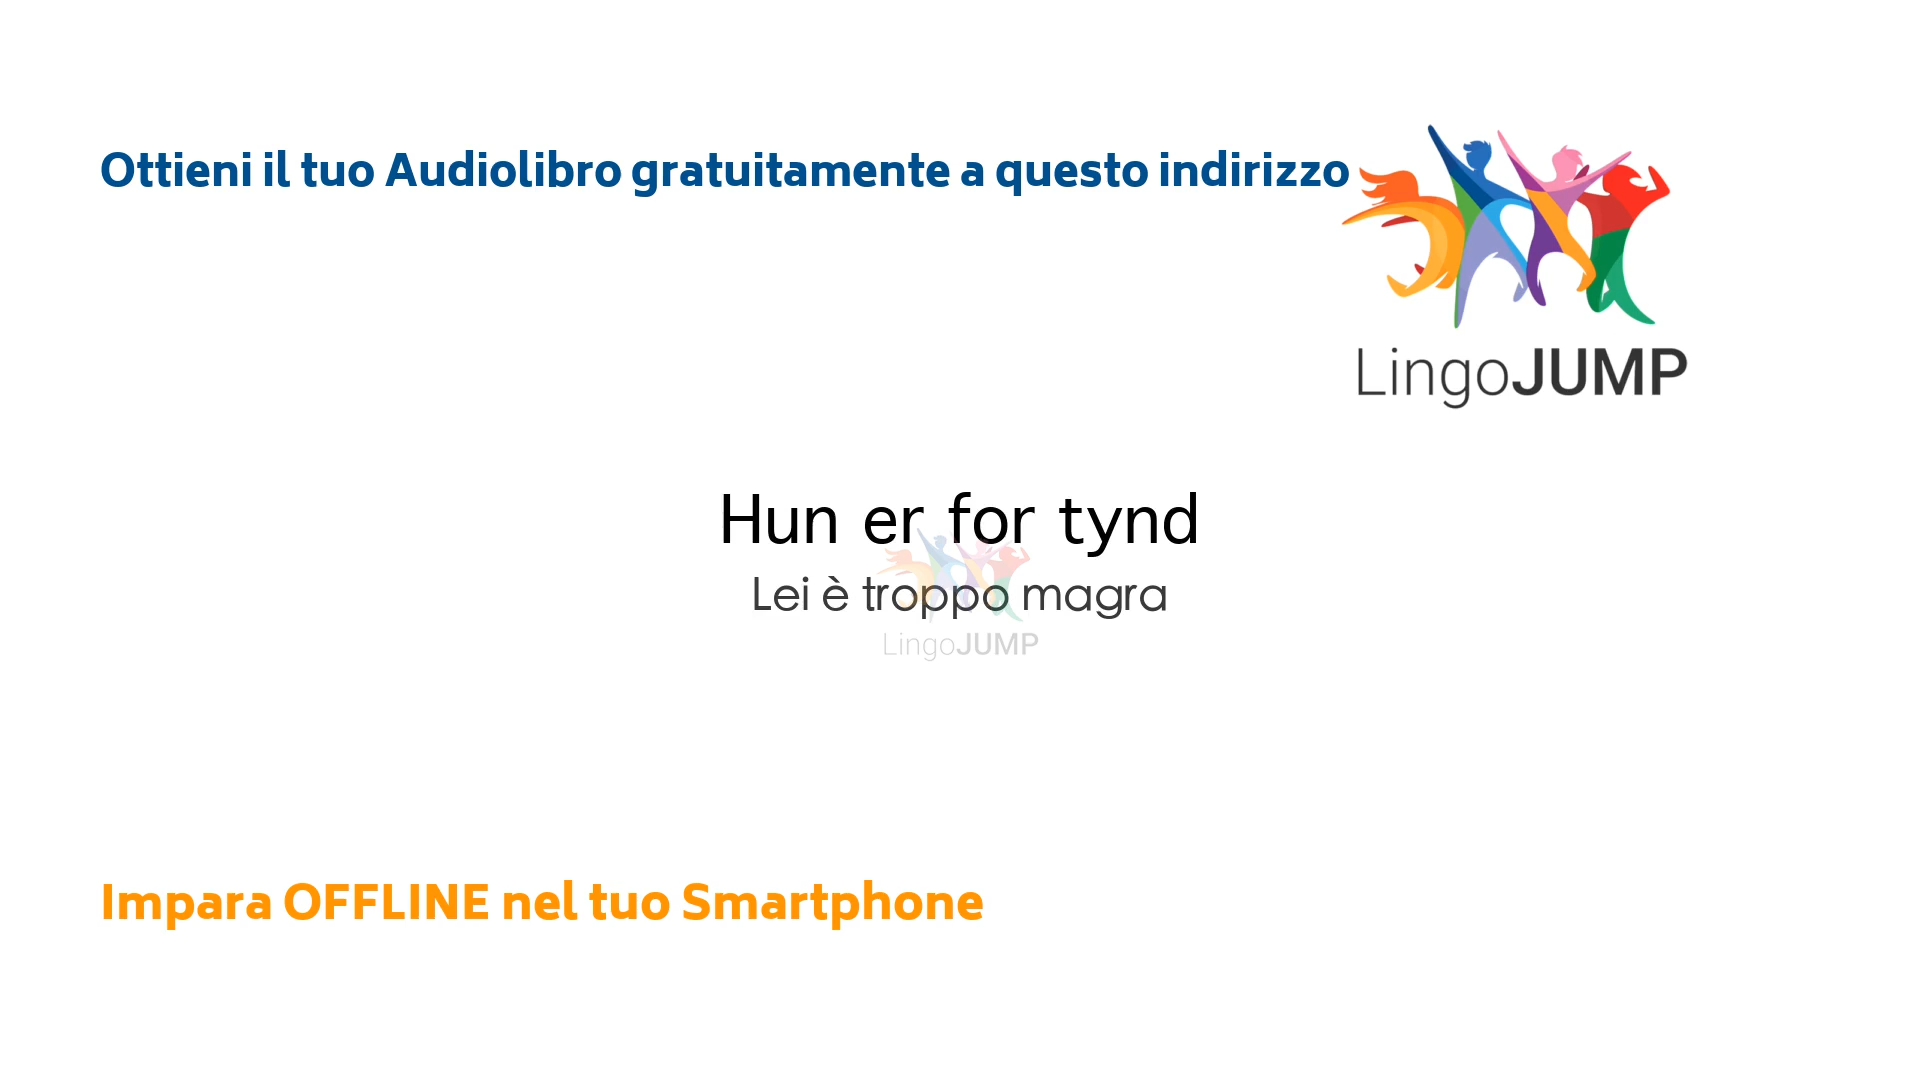 Ottieni il tuo Audiolibro gratuitamente a questo indirizzo
LingoJUMP
Hun er for tynd
Lei è troppo magra
LingoJUMP
Impara OFFLINE nel tuo Smartphone